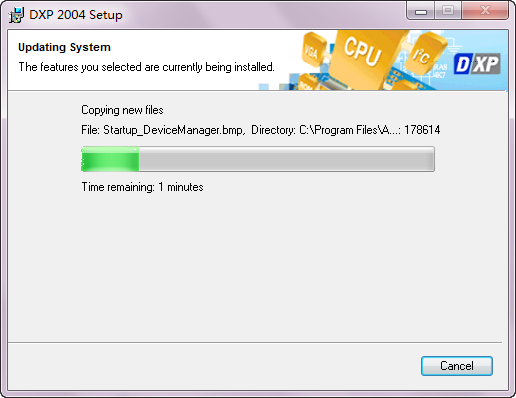 DXP 2004 Setup
Updating System
The features you selected are currently being installed.
VGA
CPU
I²C
DXP
Copying new files
File: Startup_DeviceManager.bmp, Directory: C:\Program Files\A...: 178614
Time remaining: 1 minutes
Cancel